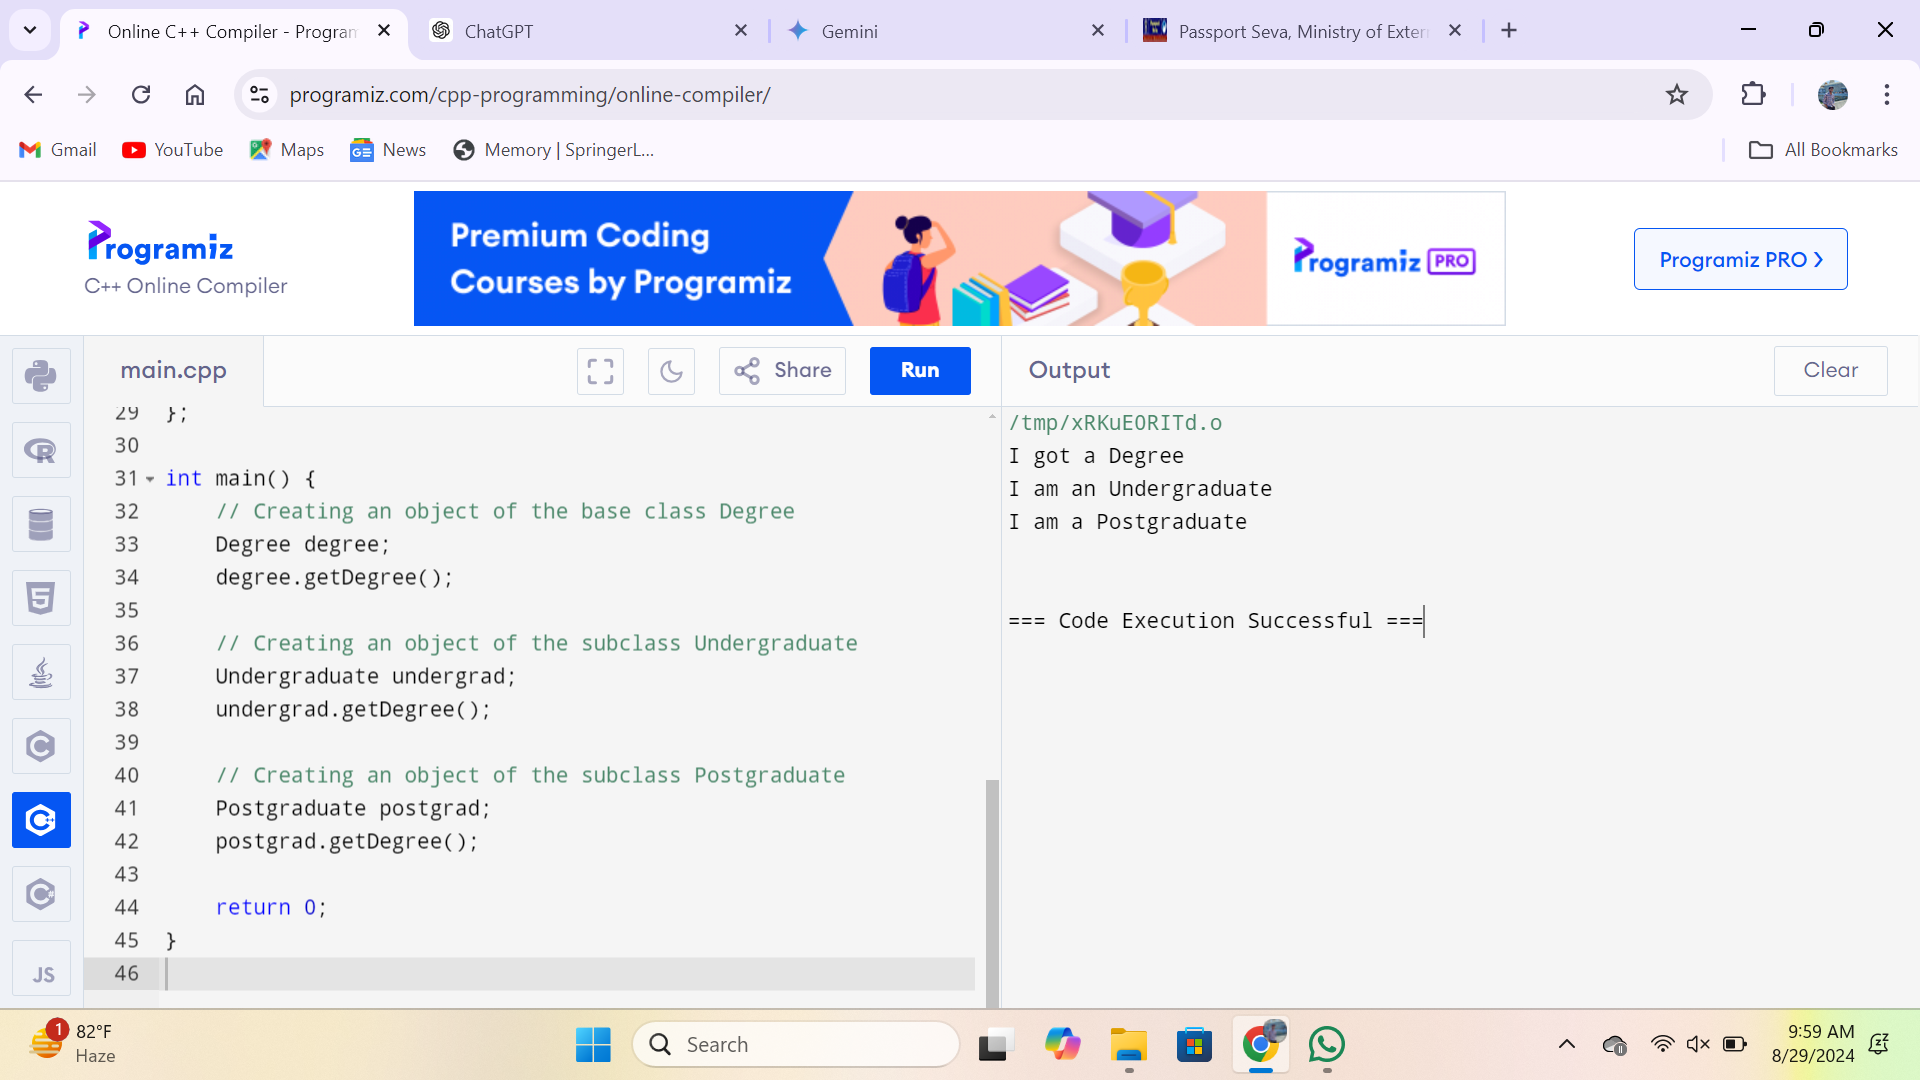 Online C++ Compiler - Program
ChatGPT
Gemini
Passport Seva, Ministry of Exter
programiz.com/cpp-programming/online-compiler/
Gmail
YouTube
Maps
News
Memory | SpringerL...
All Bookmarks
Programiz
C++ Online Compiler
Premium Coding
Courses by Programiz
Programiz PRO
Programiz PRO ›
main.cpp
Share
Run
Output
Clear
29 };
30
31 int main() {
32 // Creating an object of the base class Degree
33 Degree degree;
34 degree.getDegree();
35
36 // Creating an object of the subclass Undergraduate
37 Undergraduate undergrad;
38 undergrad.getDegree();
39
40 // Creating an object of the subclass Postgraduate
41 Postgraduate postgrad;
42 postgrad.getDegree();
43
44 return 0;
45 }
46
/tmp/xRKuEORITd.o
I got a Degree
I am an Undergraduate
I am a Postgraduate
=== Code Execution Successful ===
JS
1
82°F
Haze
Search
9:59 AM
8/29/2024